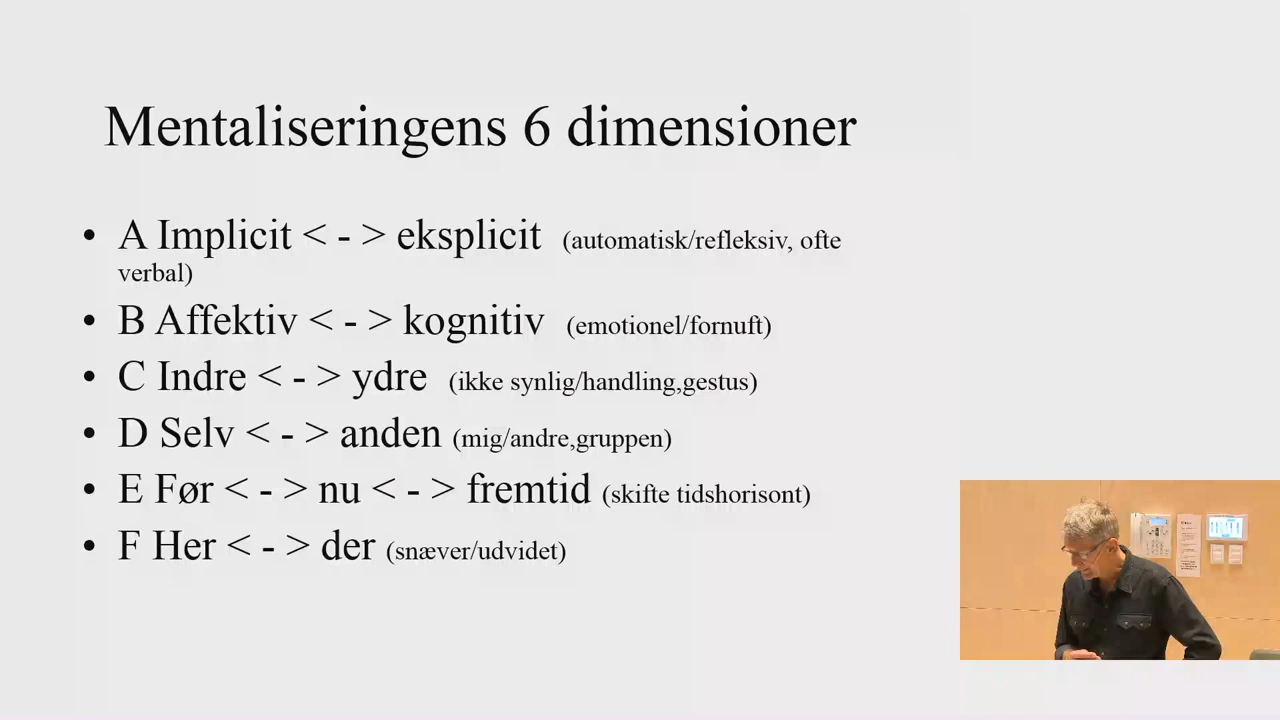 Mentaliseringens 6 dimensioner
• A Implicit < - > eksplicit (automatisk/refleksiv, ofte
verbal)
• B Affektiv < - > kognitiv (emotionel/fornuft)
• C Indre < - > ydre (ikke synlig/handling,gestus)
• D Selv < - > anden (mig/andre,gruppen)
• E Før < - > nu < - > fremtid (skifte tidshorisont)
• F Her < - > der (snæver/udvidet)